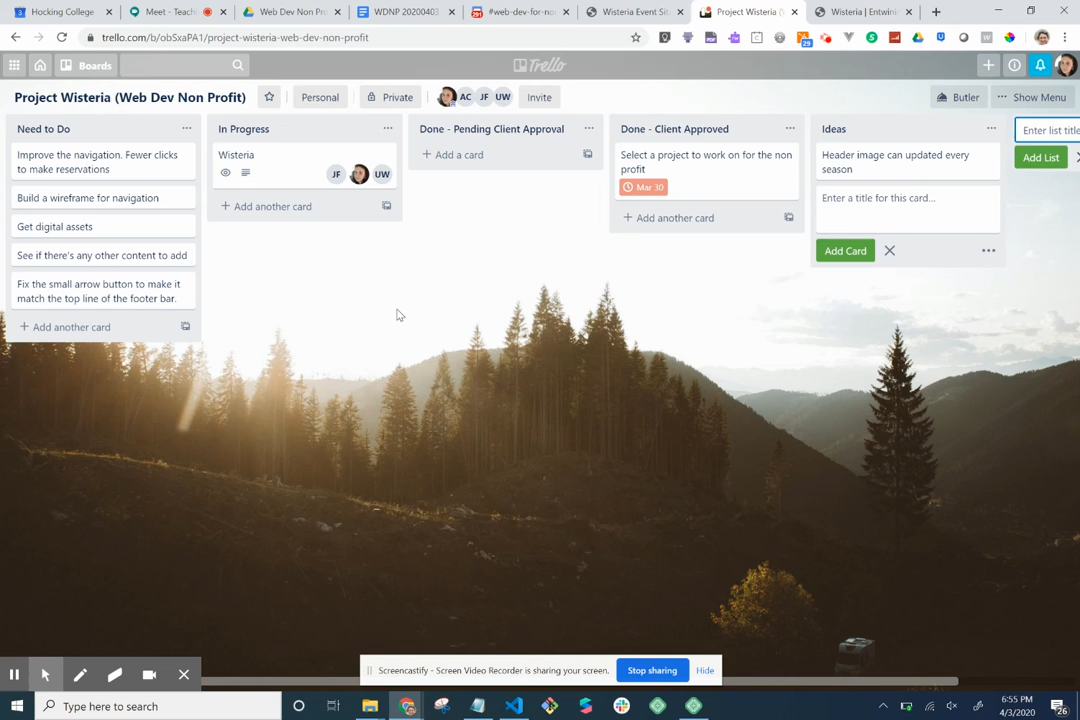 Hocking College
Meet - Teach
Web Dev Non Pr
WDNP 20200403
#web-dev-for-no
Wisteria Event Sit
Project Wisteria (
Wisteria | Entwini
trello.com/b/obSxaPA1/project-wisteria-web-dev-non-profit
29
Boards
Trello
Project Wisteria (Web Dev Non Profit)
Personal
Private
AC
JF
UW
Invite
Butler
Show Menu
Need to Do
Improve the navigation. Fewer clicks
to make reservations
Build a wireframe for navigation
Get digital assets
See if there's any other content to add
Fix the small arrow button to make it
match the top line of the footer bar.
+ Add another card
In Progress
Wisteria
JF
UW
+ Add another card
Done - Pending Client Approval
+ Add a card
Done - Client Approved
Select a project to work on for the non
profit
Mar 30
+ Add another card
Ideas
Header image can updated every
season
Enter a title for this card...
Add Card
Enter list title
Add List
Screencastify - Screen Video Recorder is sharing your screen.
Stop sharing
Hide
Type here to search
6:55 PM
4/3/2020
26